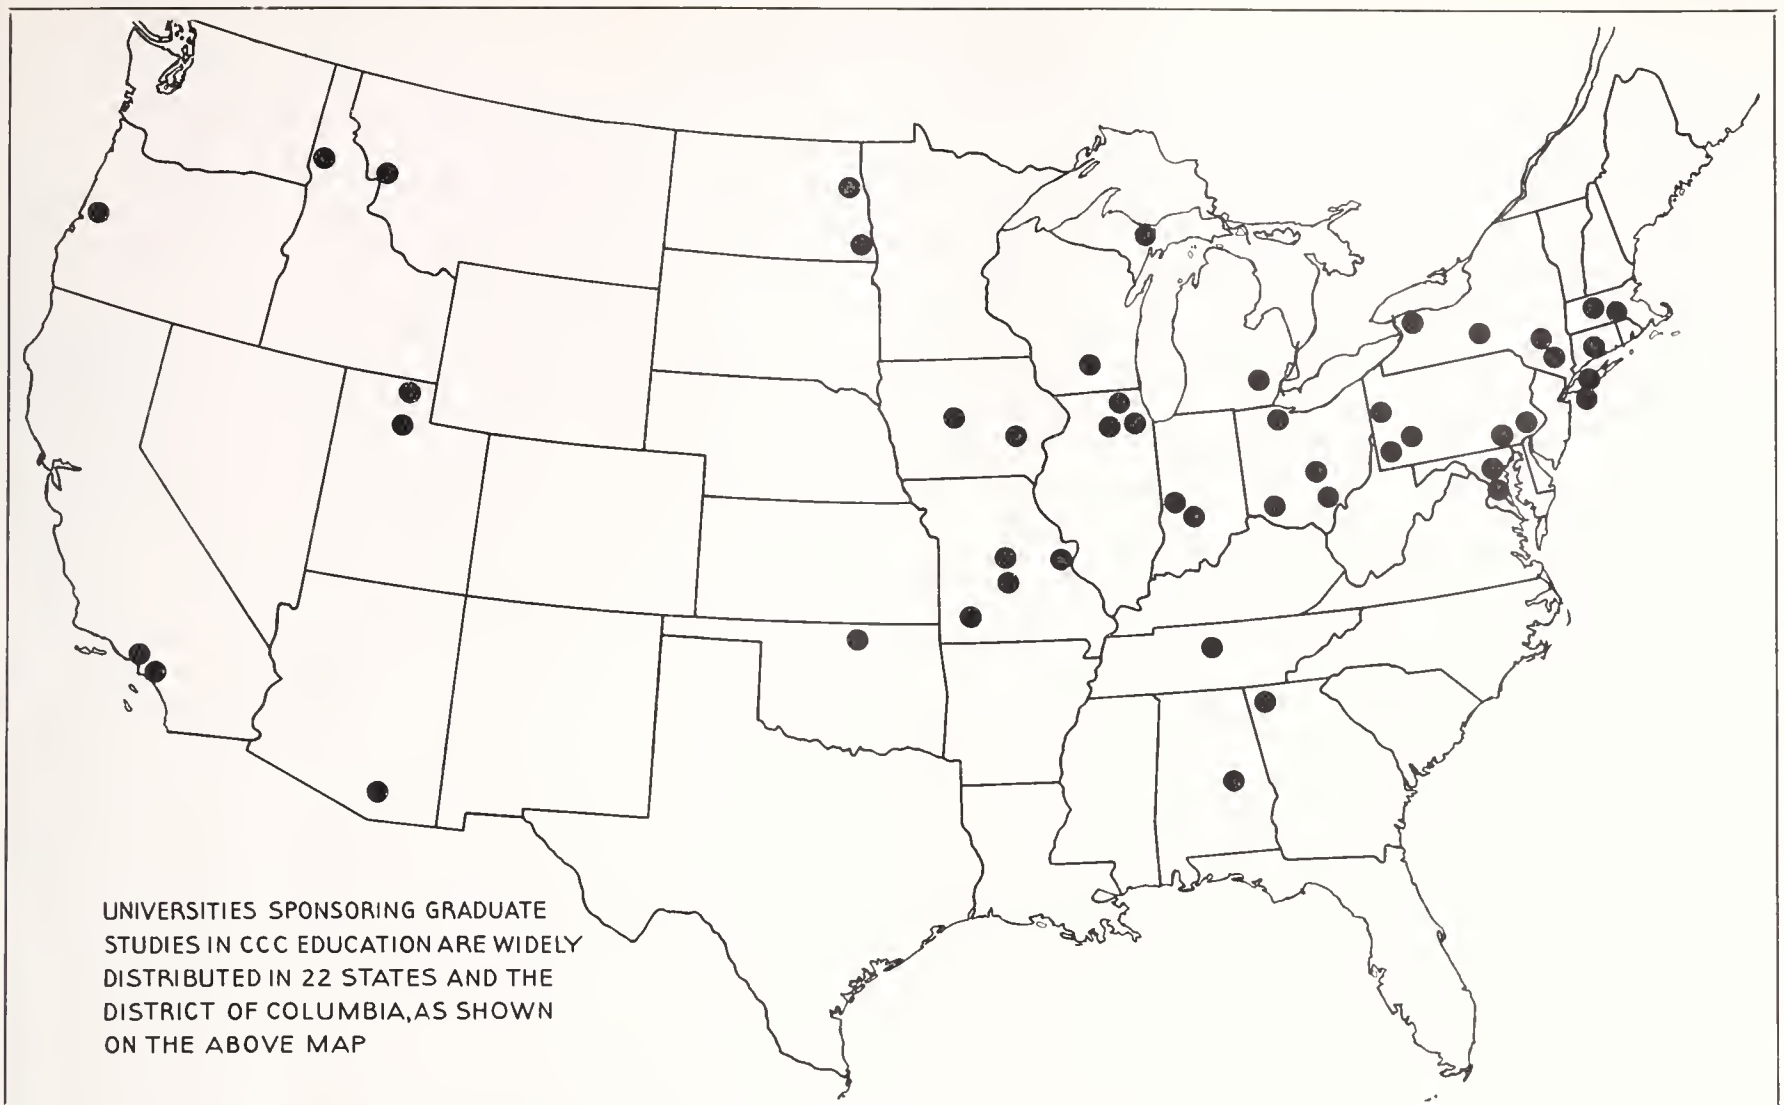 UNIVERSITIES SPONSORING GRADUATE
STUDIES IN CCC EDUCATION ARE WIDELY
DISTRIBUTED IN 22 STATES AND THE
DISTRICT OF COLUMBIA, AS SHOWN
ON THE ABOVE MAP